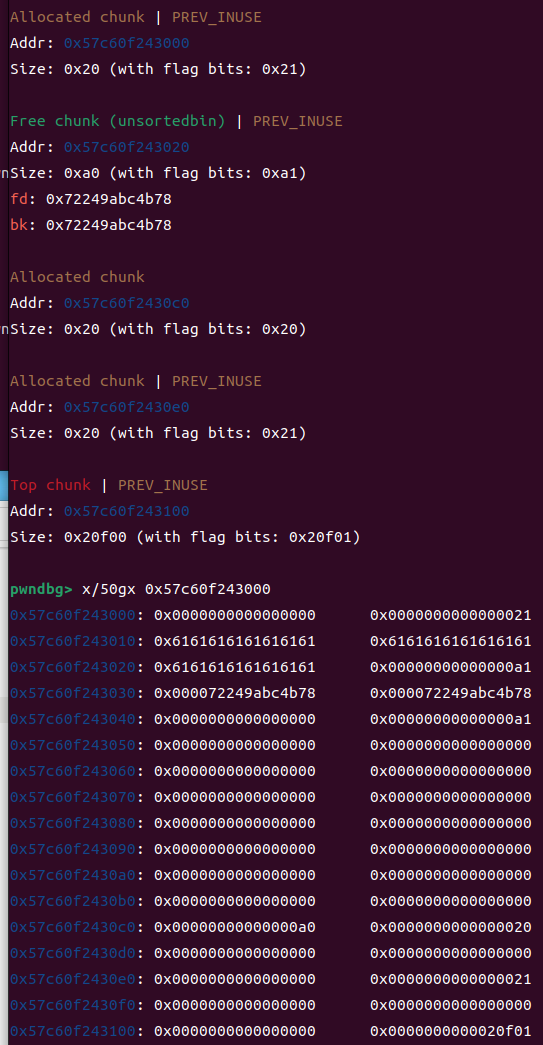 Allocated chunk | PREV_INUSE
Addr: 0x57c60f243000
Size: 0x20 (with flag bits: 0x21)
Free chunk (unsortedbin) | PREV_INUSE
Addr: 0x57c60f243020
Size: 0xa0 (with flag bits: 0xa1)
fd: 0x72249abc4b78
bk: 0x72249abc4b78
Allocated chunk
Addr: 0x57c60f2430c0
Size: 0x20 (with flag bits: 0x20)
Allocated chunk | PREV_INUSE
Addr: 0x57c60f2430e0
Size: 0x20 (with flag bits: 0x21)
Top chunk | PREV_INUSE
Addr: 0x57c60f243100
Size: 0x20f00 (with flag bits: 0x20f01)
pwndbg> x/50gx 0x57c60f243000
0x57c60f243000: 0x0000000000000000 0x0000000000000021
0x57c60f243010: 0x6161616161616161 0x6161616161616161
0x57c60f243020: 0x6161616161616161 0x00000000000000a1
0x57c60f243030: 0x000072249abc4b78 0x000072249abc4b78
0x57c60f243040: 0x0000000000000000 0x00000000000000a1
0x57c60f243050: 0x0000000000000000 0x0000000000000000
0x57c60f243060: 0x0000000000000000 0x0000000000000000
0x57c60f243070: 0x0000000000000000 0x0000000000000000
0x57c60f243080: 0x0000000000000000 0x0000000000000000
0x57c60f243090: 0x0000000000000000 0x0000000000000000
0x57c60f2430a0: 0x0000000000000000 0x0000000000000000
0x57c60f2430b0: 0x0000000000000000 0x0000000000000000
0x57c60f2430c0: 0x00000000000000a0 0x0000000000000020
0x57c60f2430d0: 0x0000000000000000 0x0000000000000000
0x57c60f2430e0: 0x0000000000000000 0x0000000000000021
0x57c60f2430f0: 0x0000000000000000 0x0000000000000000
0x57c60f243100: 0x0000000000000000 0x0000000000020f01